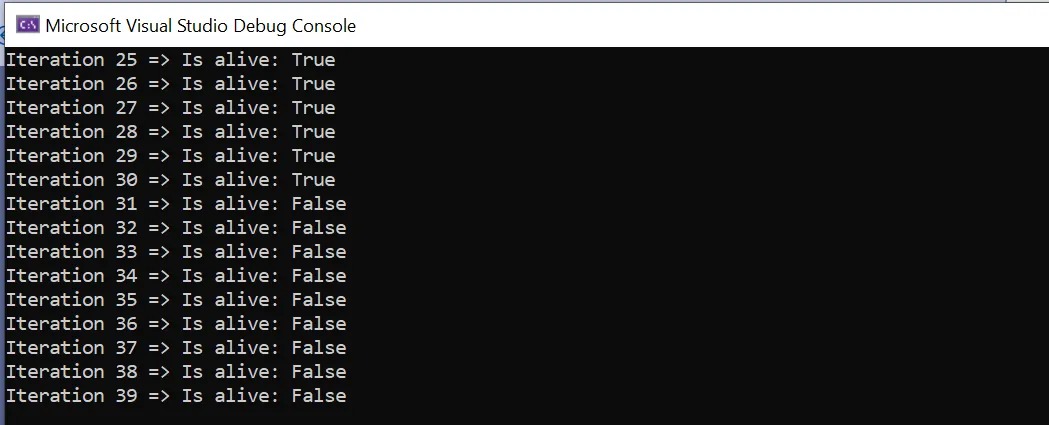 Microsoft Visual Studio Debug Console
Iteration 25 => Is alive: True
Iteration 26 => Is alive: True
Iteration 27 => Is alive: True
Iteration 28 => Is alive: True
Iteration 29 => Is alive: True
Iteration 30 => Is alive: True
Iteration 31 => Is alive: False
Iteration 32 => Is alive: False
Iteration 33 => Is alive: False
Iteration 34 => Is alive: False
Iteration 35 => Is alive: False
Iteration 36 => Is alive: False
Iteration 37 => Is alive: False
Iteration 38 => Is alive: False
Iteration 39 => Is alive: False